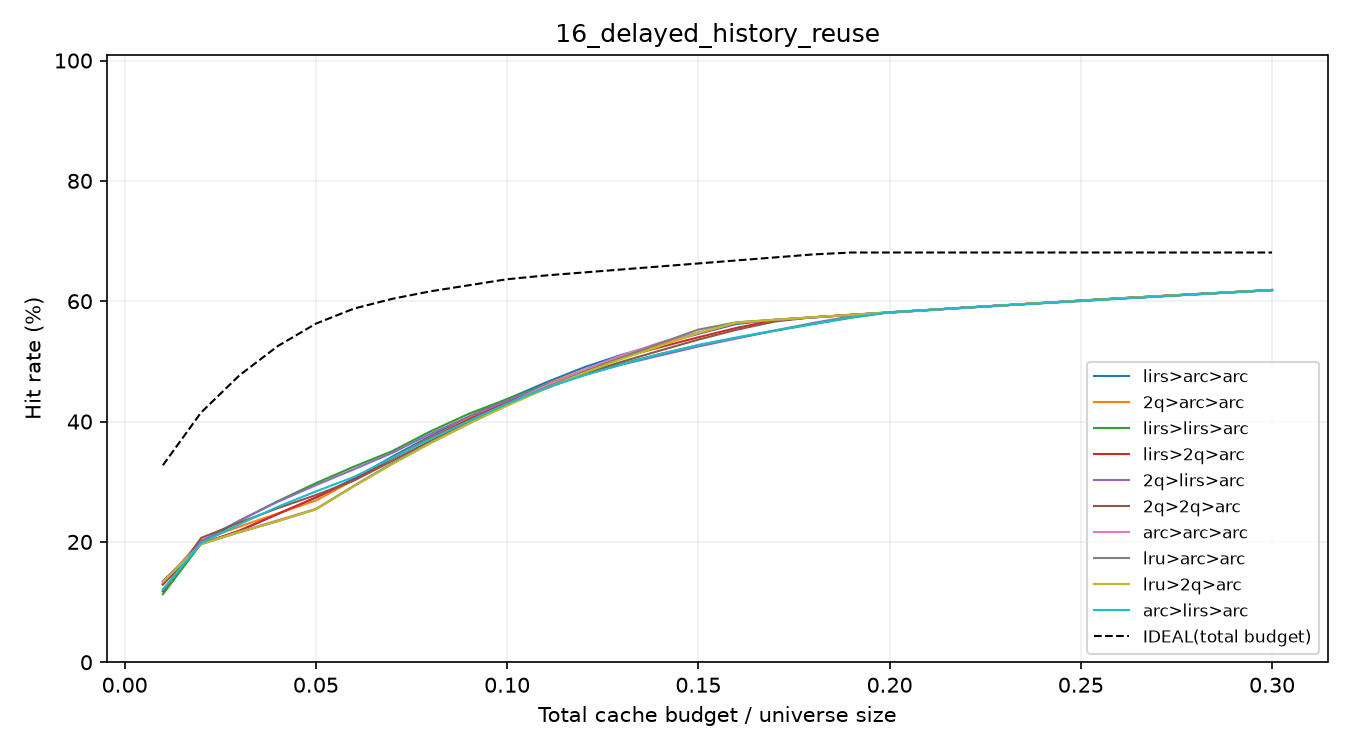 16_delayed_history_reuse
100
80
60
40
20
0
Hit rate (%)
0.00 0.05 0.10 0.15 0.20 0.25 0.30
Total cache budget / universe size
lirs>arc>arc
2q>arc>arc
lirs>lirs>arc
lirs>2q>arc
2q>lirs>arc
2q>2q>arc
arc>arc>arc
lru>arc>arc
lru>2q>arc
arc>lirs>arc
IDEAL(total budget)